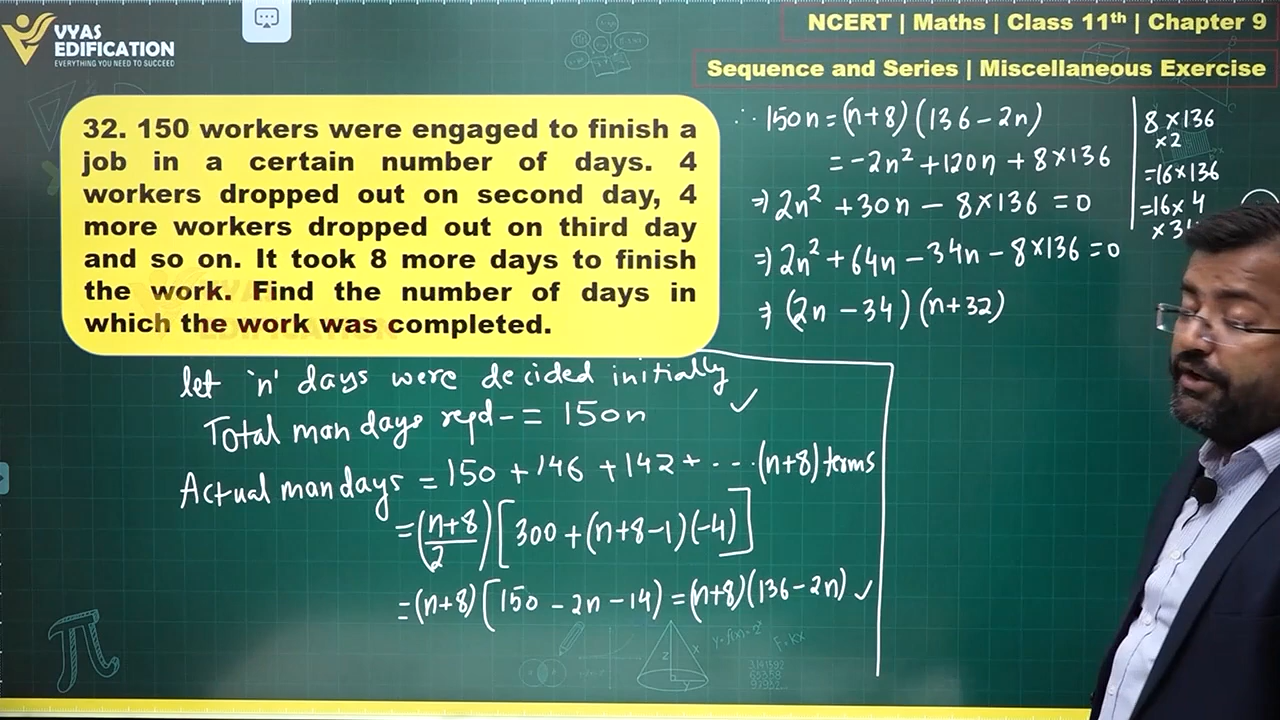 VYAS
EDIFICATION
EVERYTHING YOU NEED TO SUCCEED
NCERT | Maths | Class 11th | Chapter 9
Sequence and Series | Miscellaneous Exercise
32. 150 workers were engaged to finish a
job in a certain number of days. 4
workers dropped out on second day, 4
more workers dropped out on third day
and so on. It took 8 more days to finish
the work. Find the number of days in
which the work was completed.
let 'n' days were decided initially
Total man days reqd- = 150n ✓
Actual mandays = 150 + 146 + 142 + ---- (n+8) terms
= (n+8/2) [300 + (n+8-1)(-4)]
= (n+8) [150 - 2n - 14) = (n+8)(136-2n) ✓
∴ 150n = (n+8)(136-2n)
= -2n² + 120n + 8×136
⇒ 2n² + 30n - 8×136 = 0
⇒ 2n² + 64n - 34n - 8×136 = 0
⇒ (2n - 34)(n+32)
8 × 136
×2
=16×136
=16×4